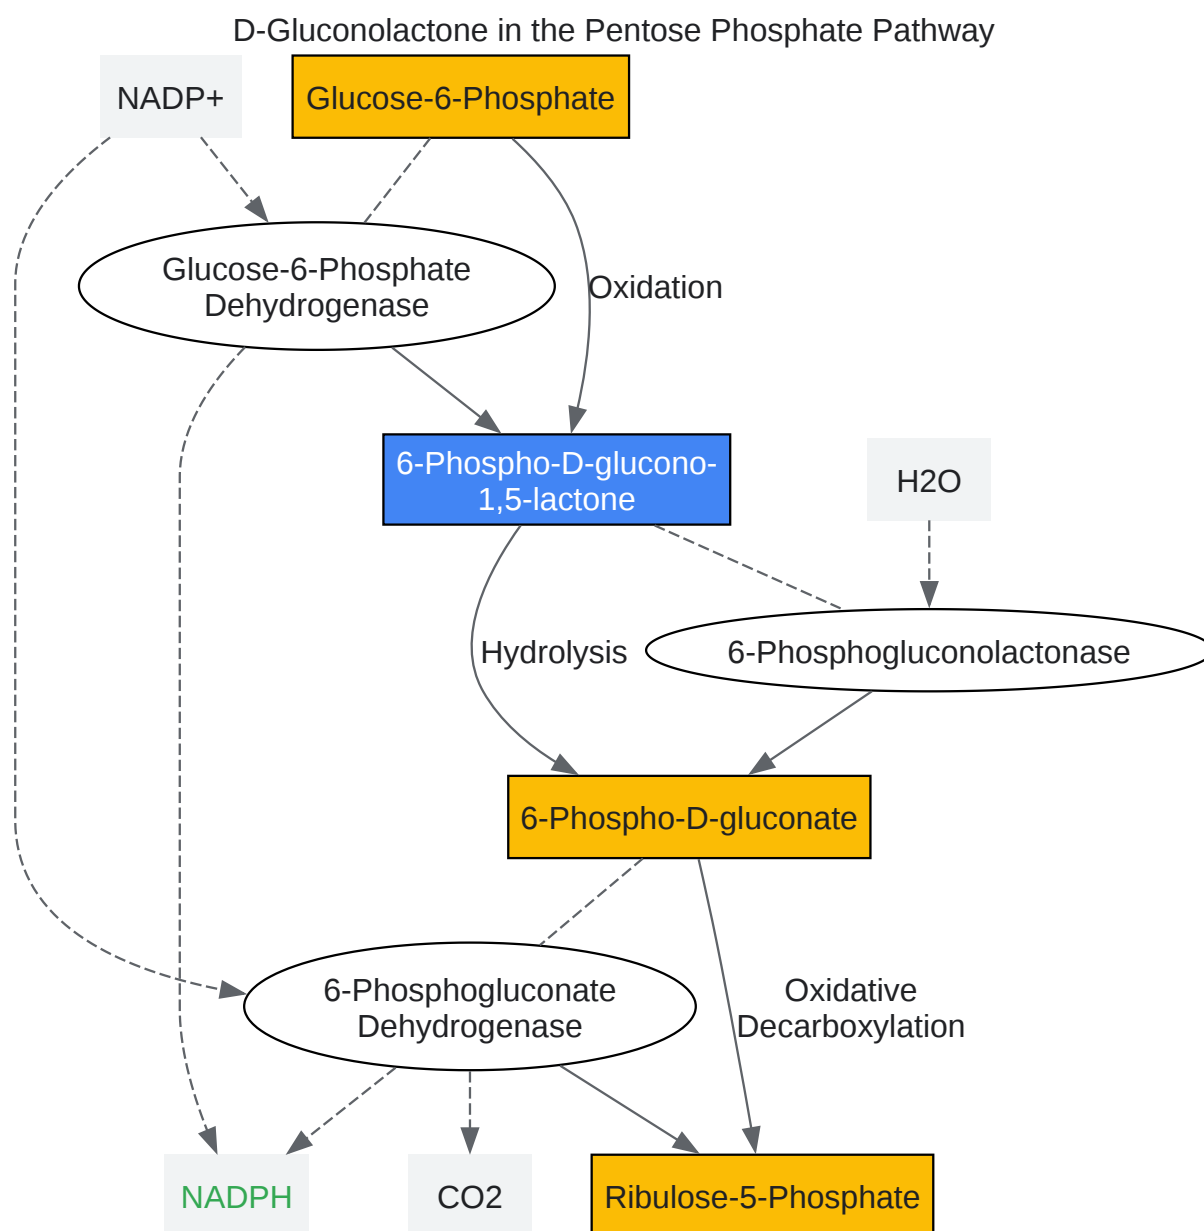 D-Gluconolactone in the Pentose Phosphate Pathway
NADP+
Glucose-6-Phosphate
Glucose-6-Phosphate
Dehydrogenase
Oxidation
6-Phospho-D-glucono-
1,5-lactone
H2O
Hydrolysis
6-Phosphogluconolactonase
6-Phospho-D-gluconate
6-Phosphogluconate
Dehydrogenase
Oxidative
Decarboxylation
NADPH
CO2
Ribulose-5-Phosphate